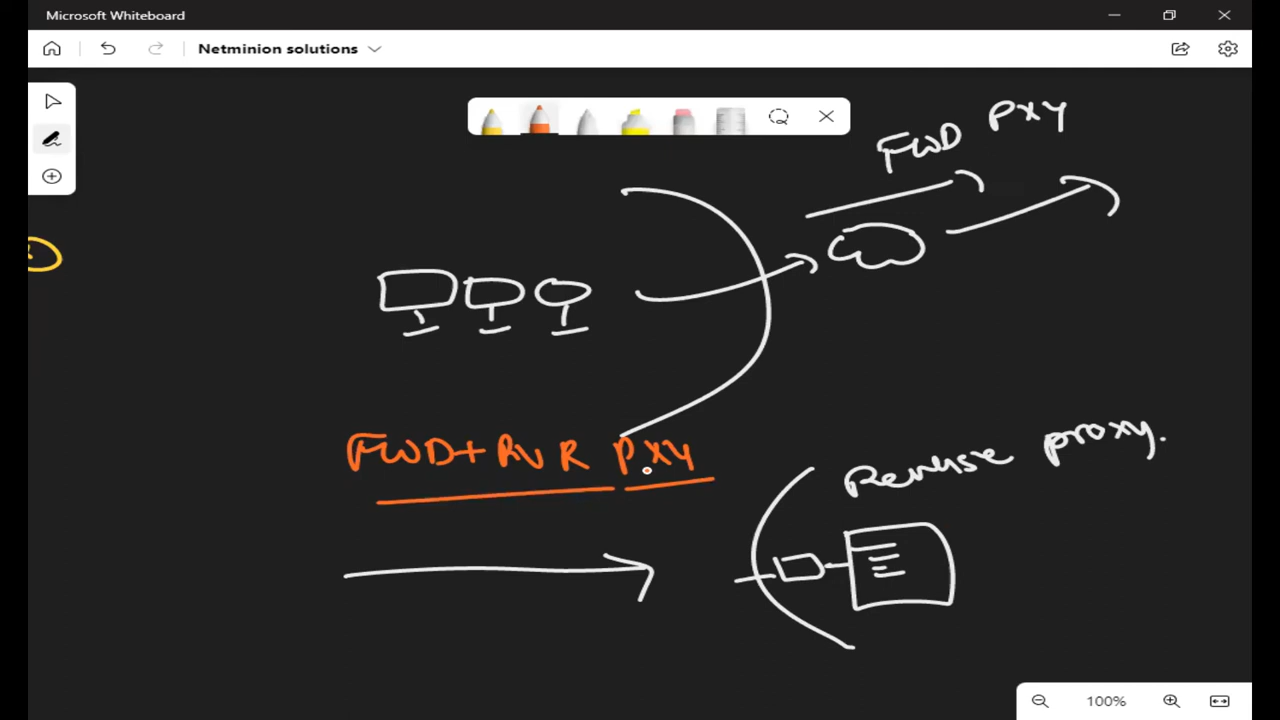 Microsoft Whiteboard
Netminion solutions
FWD PXY
FWD+RVR PXY
Reverse proxy.
100%